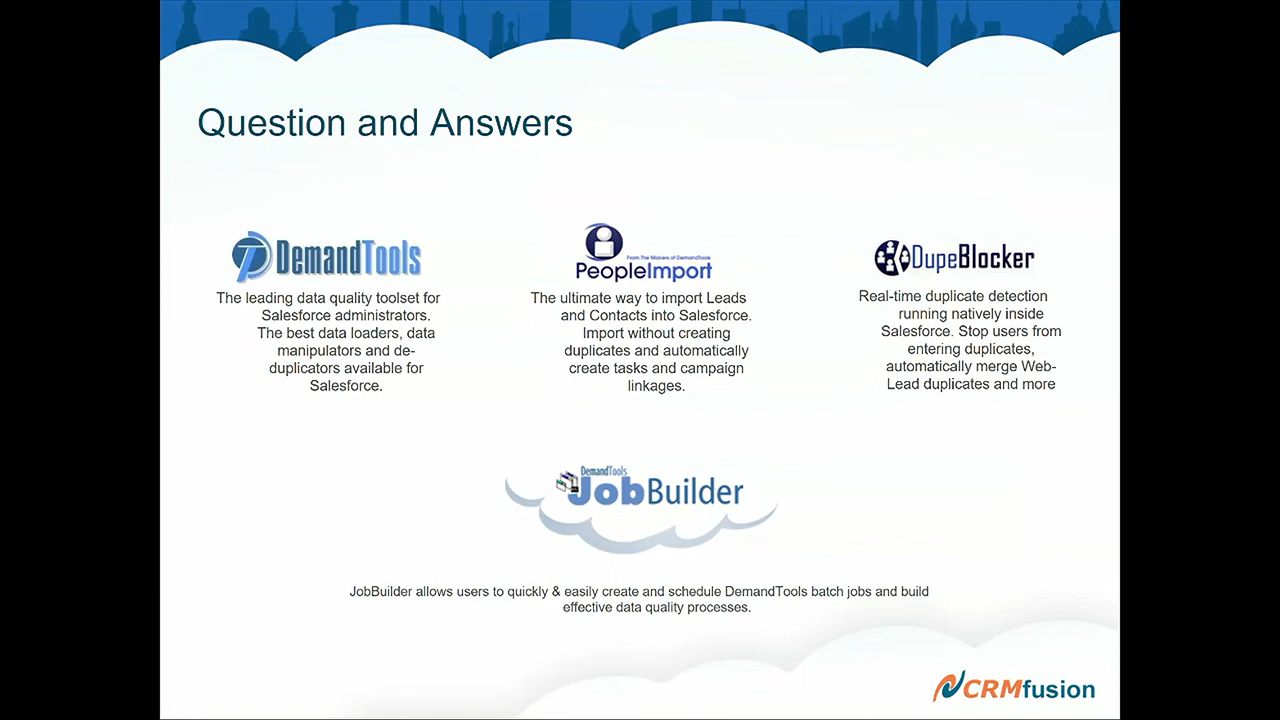 Question and Answers
DemandTools
The leading data quality toolset for
Salesforce administrators.
The best data loaders, data
manipulators and de-
duplicators available for
Salesforce.
From The Makers of DemandTools
PeopleImport
The ultimate way to import Leads
and Contacts into Salesforce.
Import without creating
duplicates and automatically
create tasks and campaign
linkages.
DupeBlocker
Real-time duplicate detection
running natively inside
Salesforce. Stop users from
entering duplicates,
automatically merge Web-
Lead duplicates and more
DemandTools
JobBuilder
JobBuilder allows users to quickly & easily create and schedule DemandTools batch jobs and build
effective data quality processes.
CRMfusion